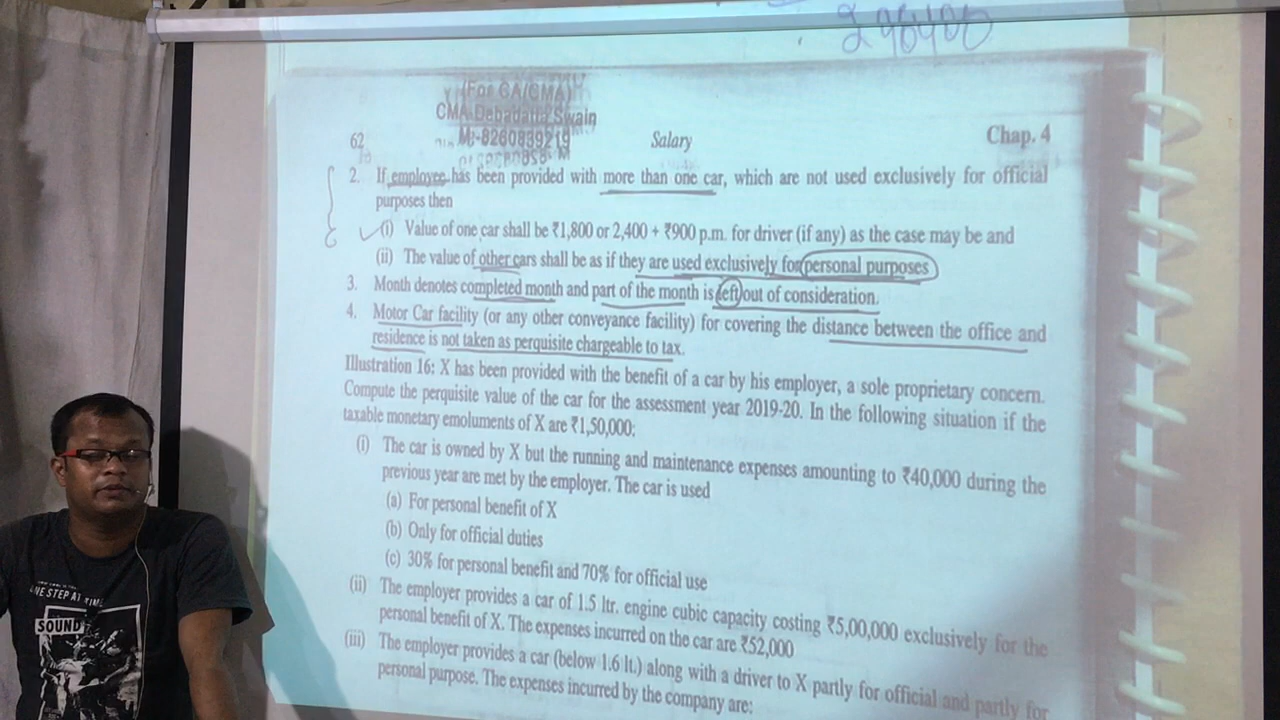 296400
(For CA/CMA)
CMA Debadatta Swain
M:-8260839219
62 Salary Chap. 4
2. If employee has been provided with more than one car, which are not used exclusively for official
purposes then
(i) Value of one car shall be ₹1,800 or 2,400 + ₹900 p.m. for driver (if any) as the case may be and
(ii) The value of other cars shall be as if they are used exclusively for personal purposes
3. Month denotes completed month and part of the month is left out of consideration.
4. Motor Car facility (or any other conveyance facility) for covering the distance between the office and
residence is not taken as perquisite chargeable to tax.
Illustration 16: X has been provided with the benefit of a car by his employer, a sole proprietary concern.
Compute the perquisite value of the car for the assessment year 2019-20. In the following situation if the
taxable monetary emoluments of X are ₹1,50,000:
(i) The car is owned by X but the running and maintenance expenses amounting to ₹40,000 during the
previous year are met by the employer. The car is used
(a) For personal benefit of X
(b) Only for official duties
(c) 30% for personal benefit and 70% for official use
(ii) The employer provides a car of 1.5 ltr. engine cubic capacity costing ₹5,00,000 exclusively for the
personal benefit of X. The expenses incurred on the car are ₹52,000
(iii) The employer provides a car (below 1.6 lt.) along with a driver to X partly for official and partly for
personal purpose. The expenses incurred by the company are:
ONE STEP AT
SOUND